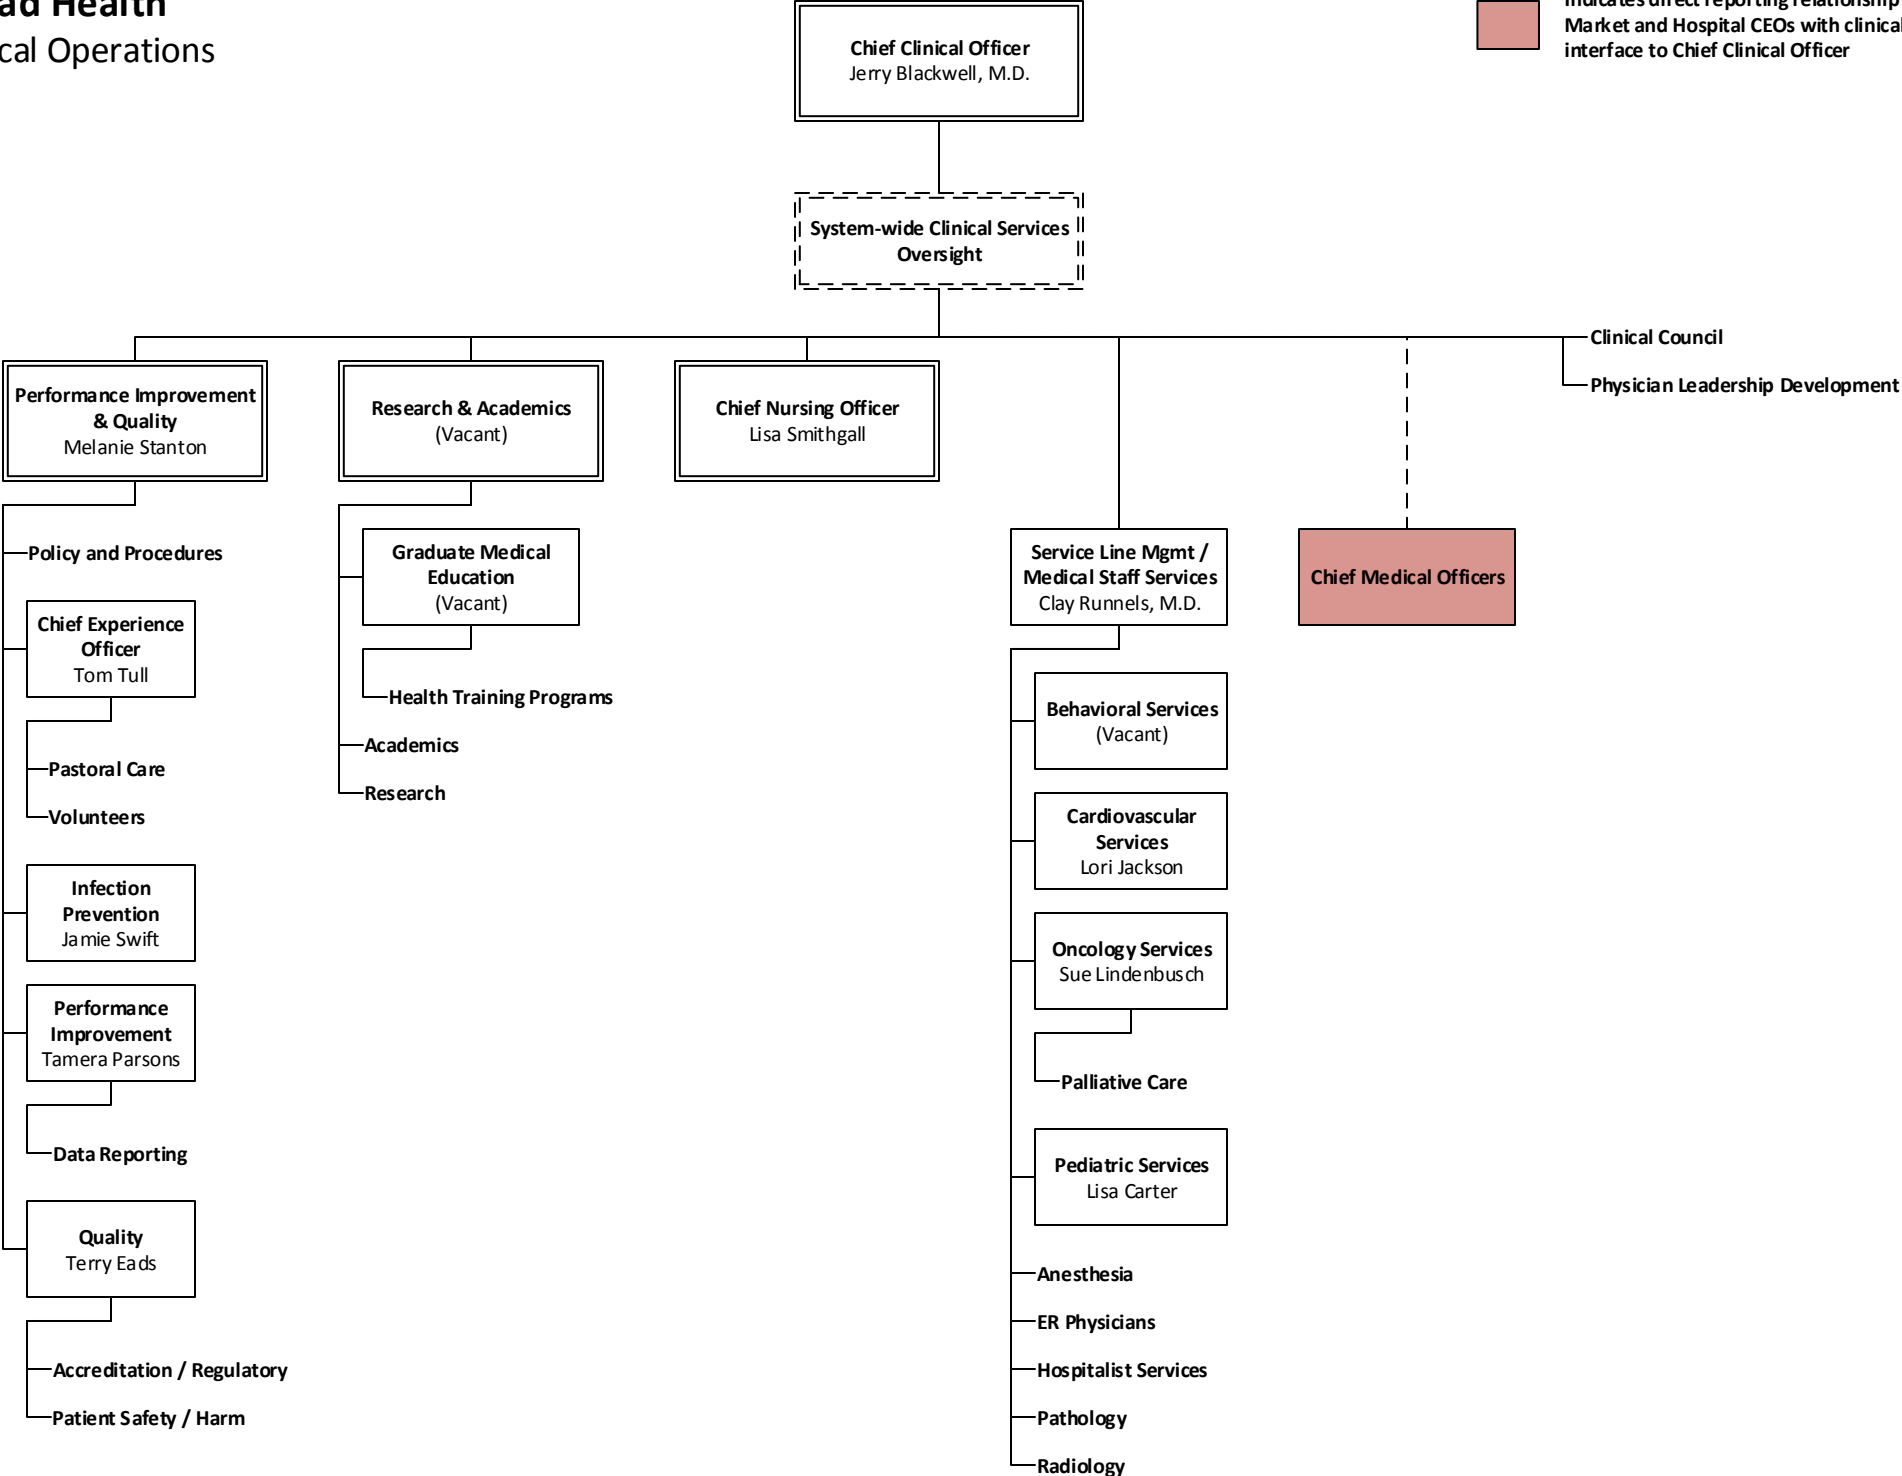 ad Health
cal Operations
Chief Clinical Officer
Jerry Blackwell, M.D.
Indicates direct reporting relationship
Market and Hospital CEOs with clinical
interface to Chief Clinical Officer
System-wide Clinical Services
Oversight
Clinical Council
Physician Leadership Development
Performance Improvement
& Quality
Melanie Stanton
Research & Academics
(Vacant)
Chief Nursing Officer
Lisa Smithgall
Policy and Procedures
Chief Experience
Officer
Tom Tull
Pastoral Care
Volunteers
Infection
Prevention
Jamie Swift
Performance
Improvement
Tamera Parsons
Data Reporting
Quality
Terry Eads
Accreditation / Regulatory
Patient Safety / Harm
Graduate Medical
Education
(Vacant)
Health Training Programs
Academics
Research
Service Line Mgmt /
Medical Staff Services
Clay Runnels, M.D.
Behavioral Services
(Vacant)
Cardiovascular
Services
Lori Jackson
Oncology Services
Sue Lindenbusch
Palliative Care
Pediatric Services
Lisa Carter
Anesthesia
ER Physicians
Hospitalist Services
Pathology
Radiology
Chief Medical Officers